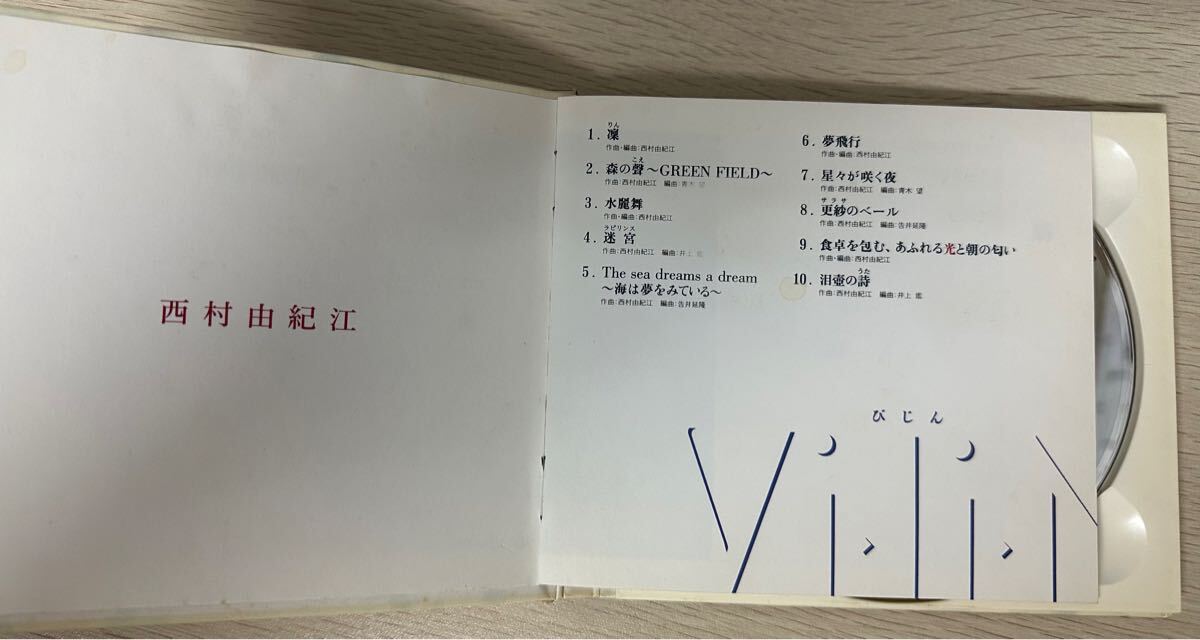 西村由紀江
りん
1. 凜
作曲・編曲:西村由紀江
こえ
2. 森の聲～GREEN FIELD～
作曲:西村由紀江 編曲:青木 望
3. 水麗舞
作曲・編曲:西村由紀江
ラビリンス
4. 迷宮
作曲:西村由紀江 編曲:井上 鑑
5. The sea dreams a dream
～海は夢をみている～
作曲:西村由紀江 編曲:告井延隆
6. 夢飛行
作曲・編曲:西村由紀江
7. 星々が咲く夜
作曲:西村由紀江 編曲:青木 望
サラサ
8. 更紗のベール
作曲:西村由紀江 編曲:告井延隆
9. 食卓を包む、あふれる光と朝の匂い
作曲・編曲:西村由紀江
うた
10. 泪壺の詩
作曲:西村由紀江 編曲:井上 鑑
びじん